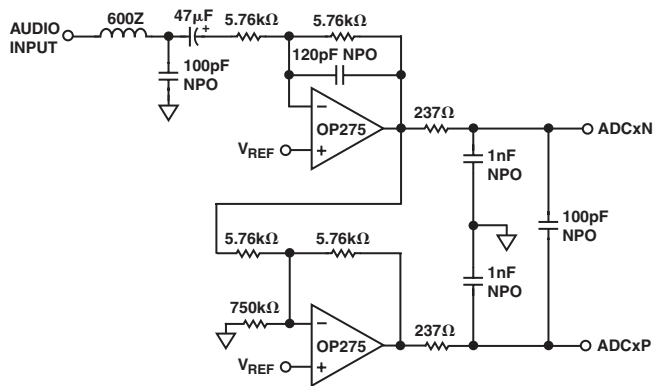 AUDIO
INPUT
600Z
100pF
NPO
47µF
+
5.76kΩ
5.76kΩ
120pF NPO
−
OP275
+
VREF
237Ω
1nF
NPO
ADCxN
100pF
NPO
5.76kΩ
5.76kΩ
750kΩ
−
OP275
+
VREF
237Ω
1nF
NPO
ADCxP